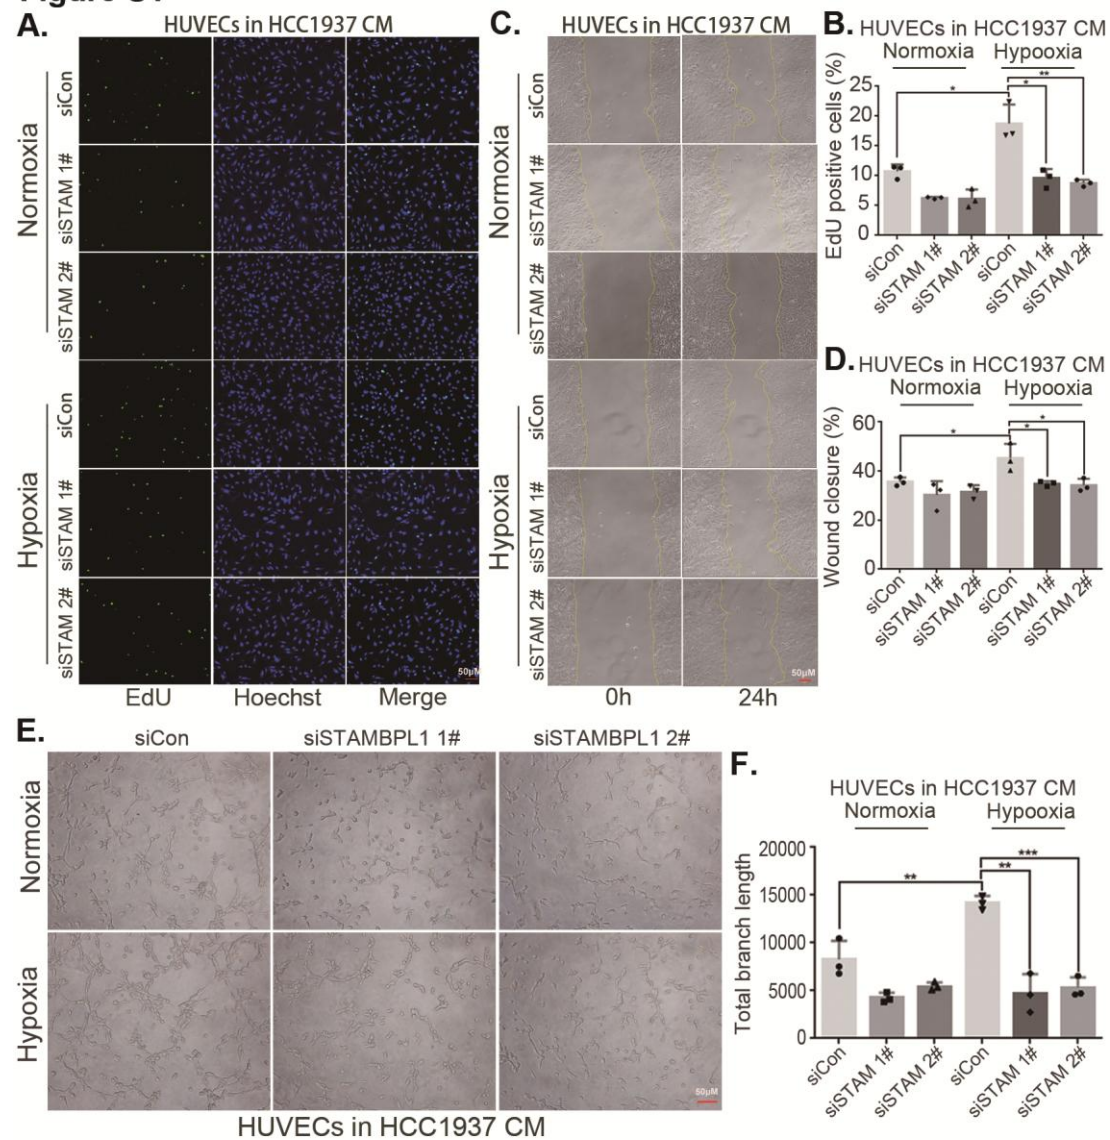 A.
HUVECs in HCC1937 CM
Normoxia
siCon
siSTAM 1#
siSTAM 2#
Hypoxia
siCon
siSTAM 1#
siSTAM 2#
50μM
EdU Hoechst Merge
C.
HUVECs in HCC1937 CM
Normoxia
siCon
siSTAM 1#
siSTAM 2#
Hypoxia
siCon
siSTAM 1#
siSTAM 2#
50μM
0h 24h
B.
HUVECs in HCC1937 CM
Normoxia Hypooxia
EdU positive cells (%)
25
20
15
10
5
0
* * **
siCon siSTAM 1# siSTAM 2# siCon siSTAM 1# siSTAM 2#
D.
HUVECs in HCC1937 CM
Normoxia Hypooxia
Wound closure (%)
60
40
20
0
* * *
siCon siSTAM 1# siSTAM 2# siCon siSTAM 1# siSTAM 2#
E.
siCon siSTAMBPL1 1# siSTAMBPL1 2#
Normoxia
Hypoxia
50μM
HUVECs in HCC1937 CM
F.
HUVECs in HCC1937 CM
Normoxia Hypooxia
Total branch length
20000
15000
10000
5000
0
** ** ***
siCon siSTAM 1# siSTAM 2# siCon siSTAM 1# siSTAM 2#